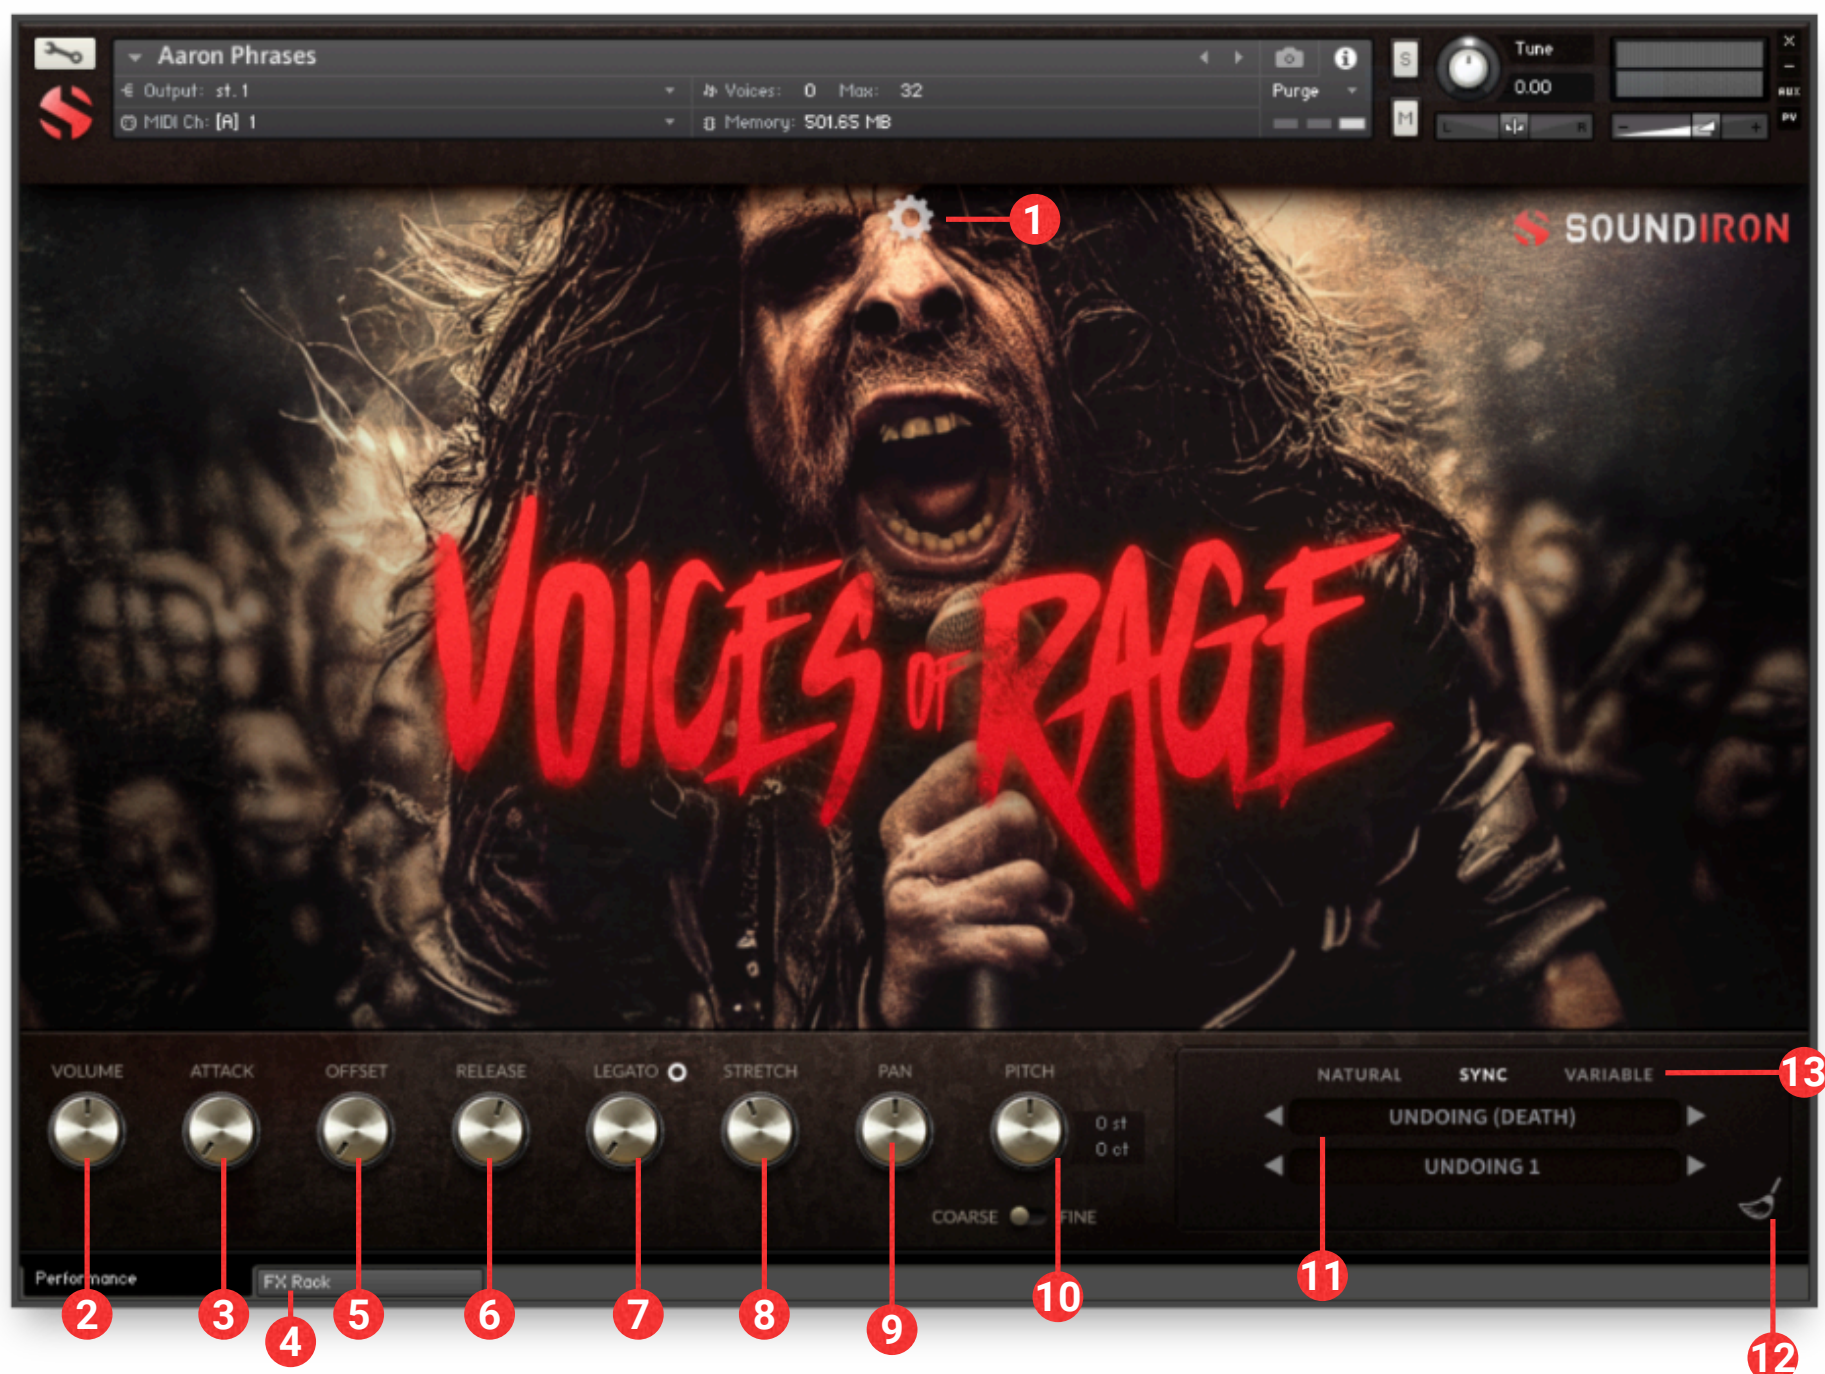 Aaron Phrases
Output: st. 1
Voices: 0 Max: 32
Purge
MIDI Ch: [A] 1
Memory: 501.65 MB
S
M
Tune
0.00
L
R
AUX
PV
1
SOUNDIRON
VOICES OF RAGE
VOLUME
ATTACK
OFFSET
RELEASE
LEGATO
STRETCH
PAN
PITCH
0 st
0 ct
COARSE
FINE
NATURAL
SYNC
VARIABLE
13
UNDOING (DEATH)
UNDOING 1
Performance
FX Rack
2
3
4
5
6
7
8
9
10
11
12